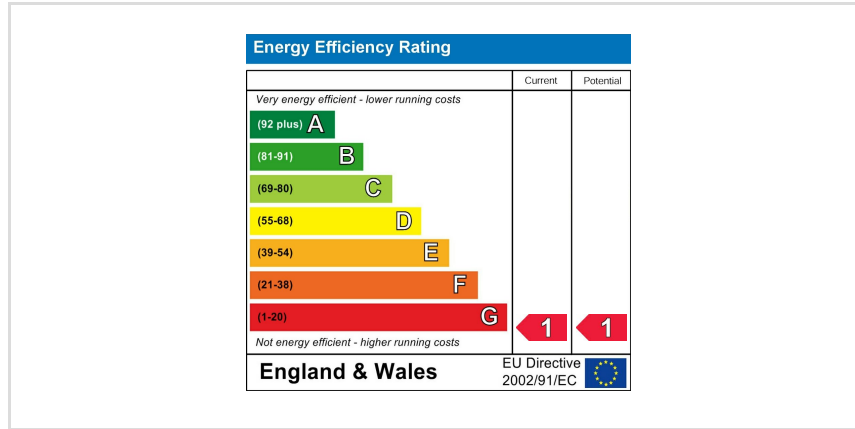 Energy Efficiency Rating
Current Potential
Very energy efficient - lower running costs
(92 plus) A
(81-91) B
(69-80) C
(55-68) D
(39-54) E
(21-38) F
(1-20) G 1 1
Not energy efficient - higher running costs
England & Wales
EU Directive
2002/91/EC